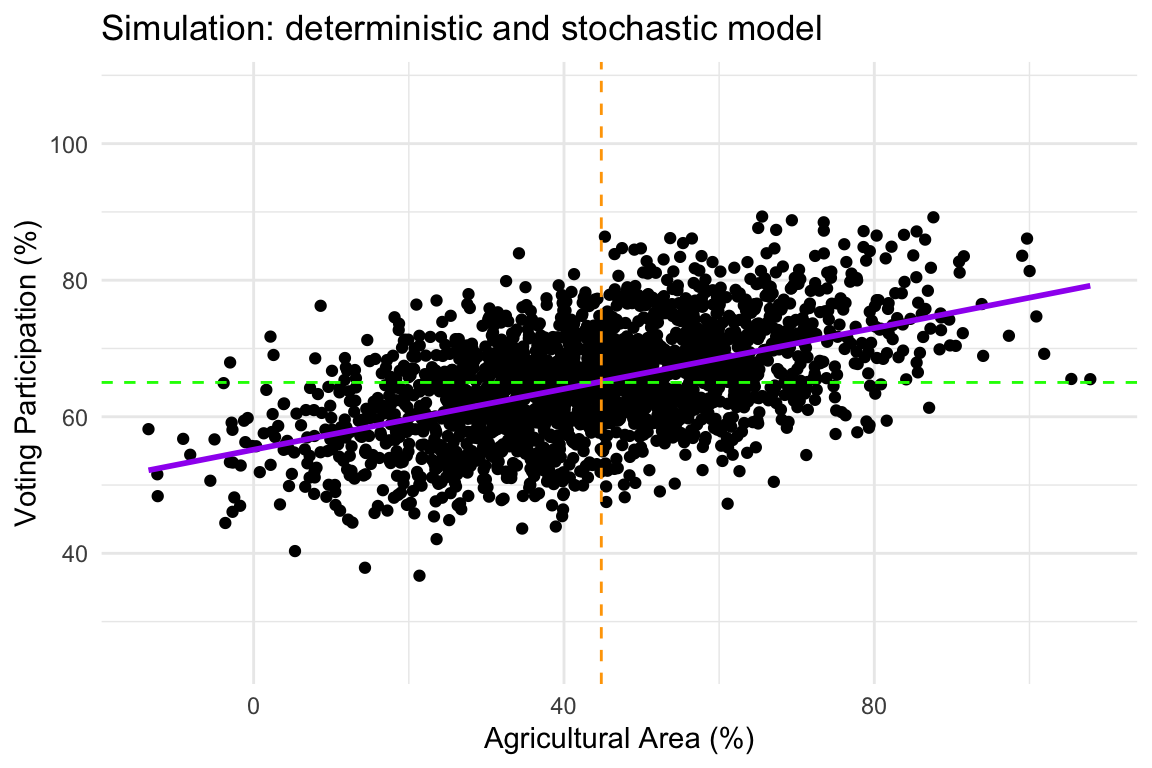 Simulation: deterministic and stochastic model
Voting Participation (%)
100
80
60
40
0 40 80
Agricultural Area (%)